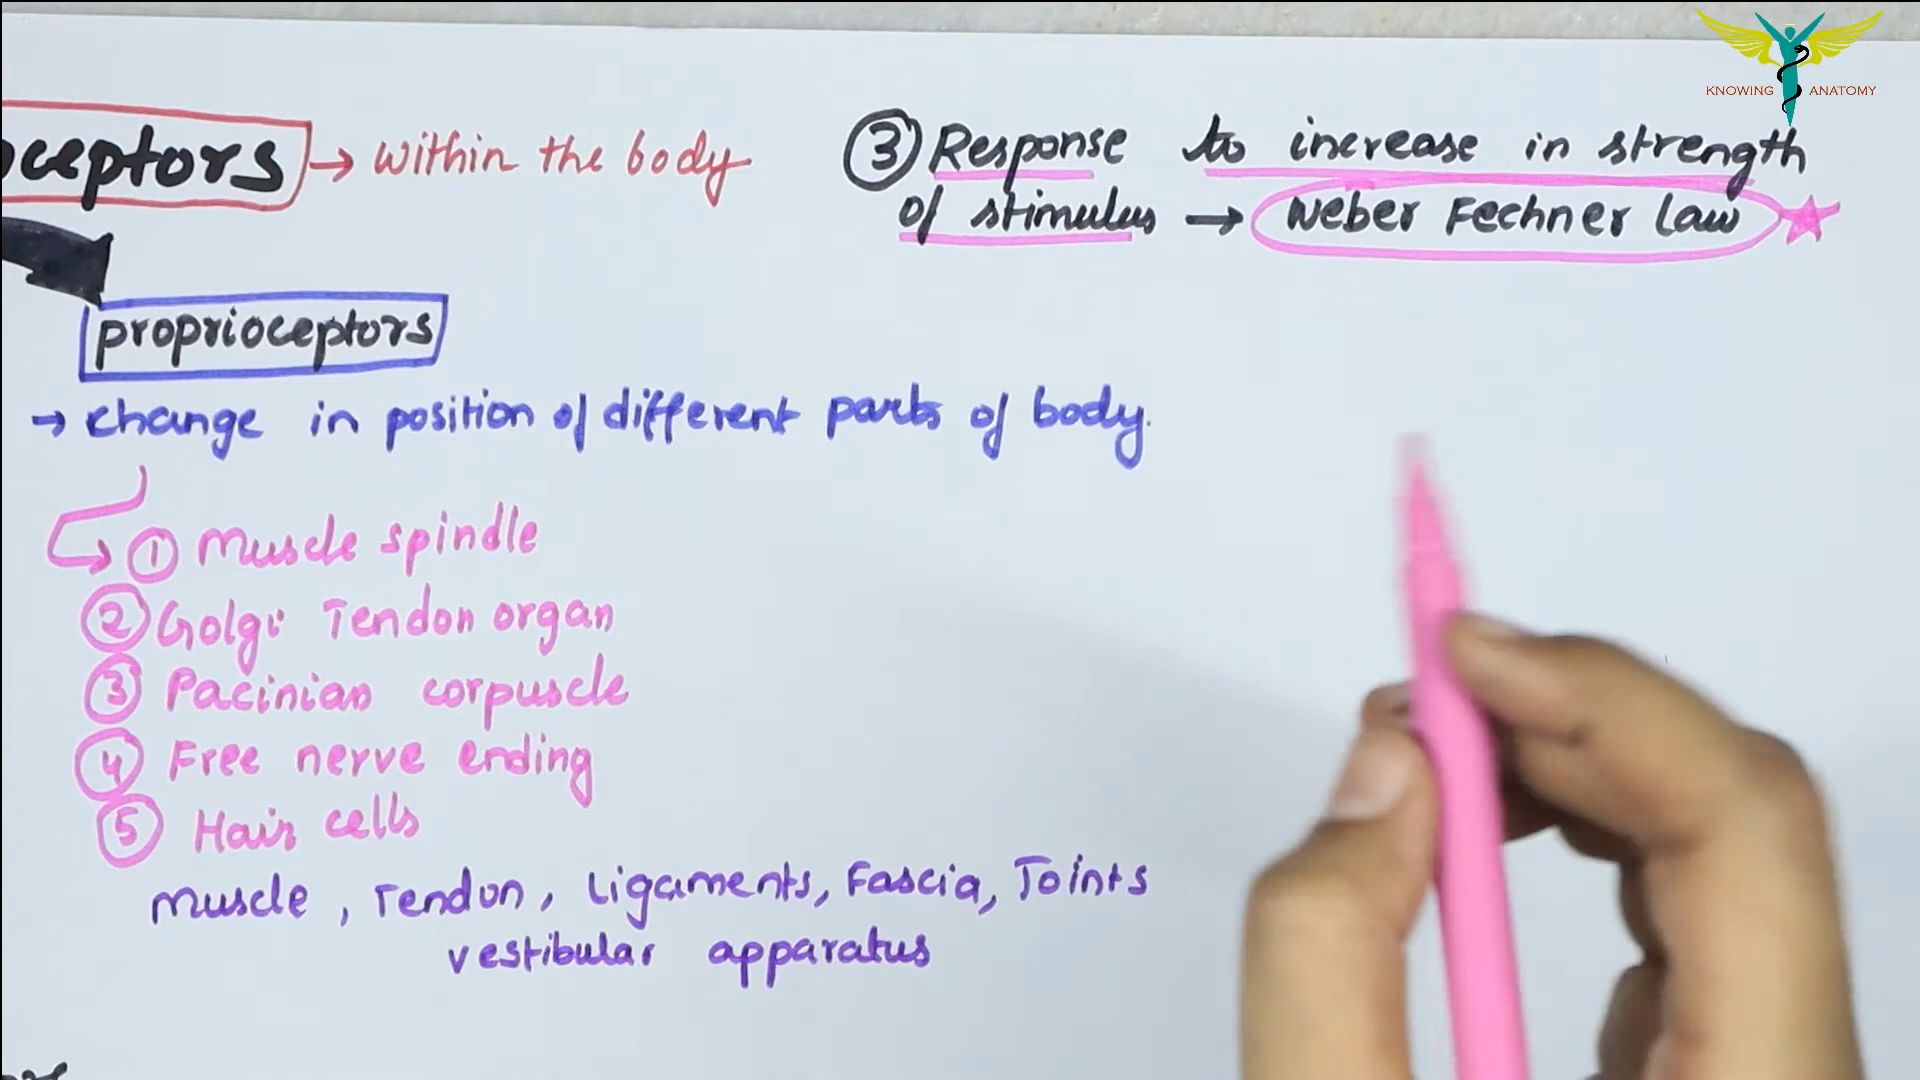 KNOWING ANATOMY
oceptors → within the body
proprioceptors
→ change in position of different parts of body.
① Muscle spindle
② Golgi Tendon organ
③ Pacinian corpuscle
④ Free nerve ending
⑤ Hair cells
muscle, Tendon, Ligaments, Fascia, Joints
vestibular apparatus
③ Response to increase in strength
of stimulus → Weber Fechner Law